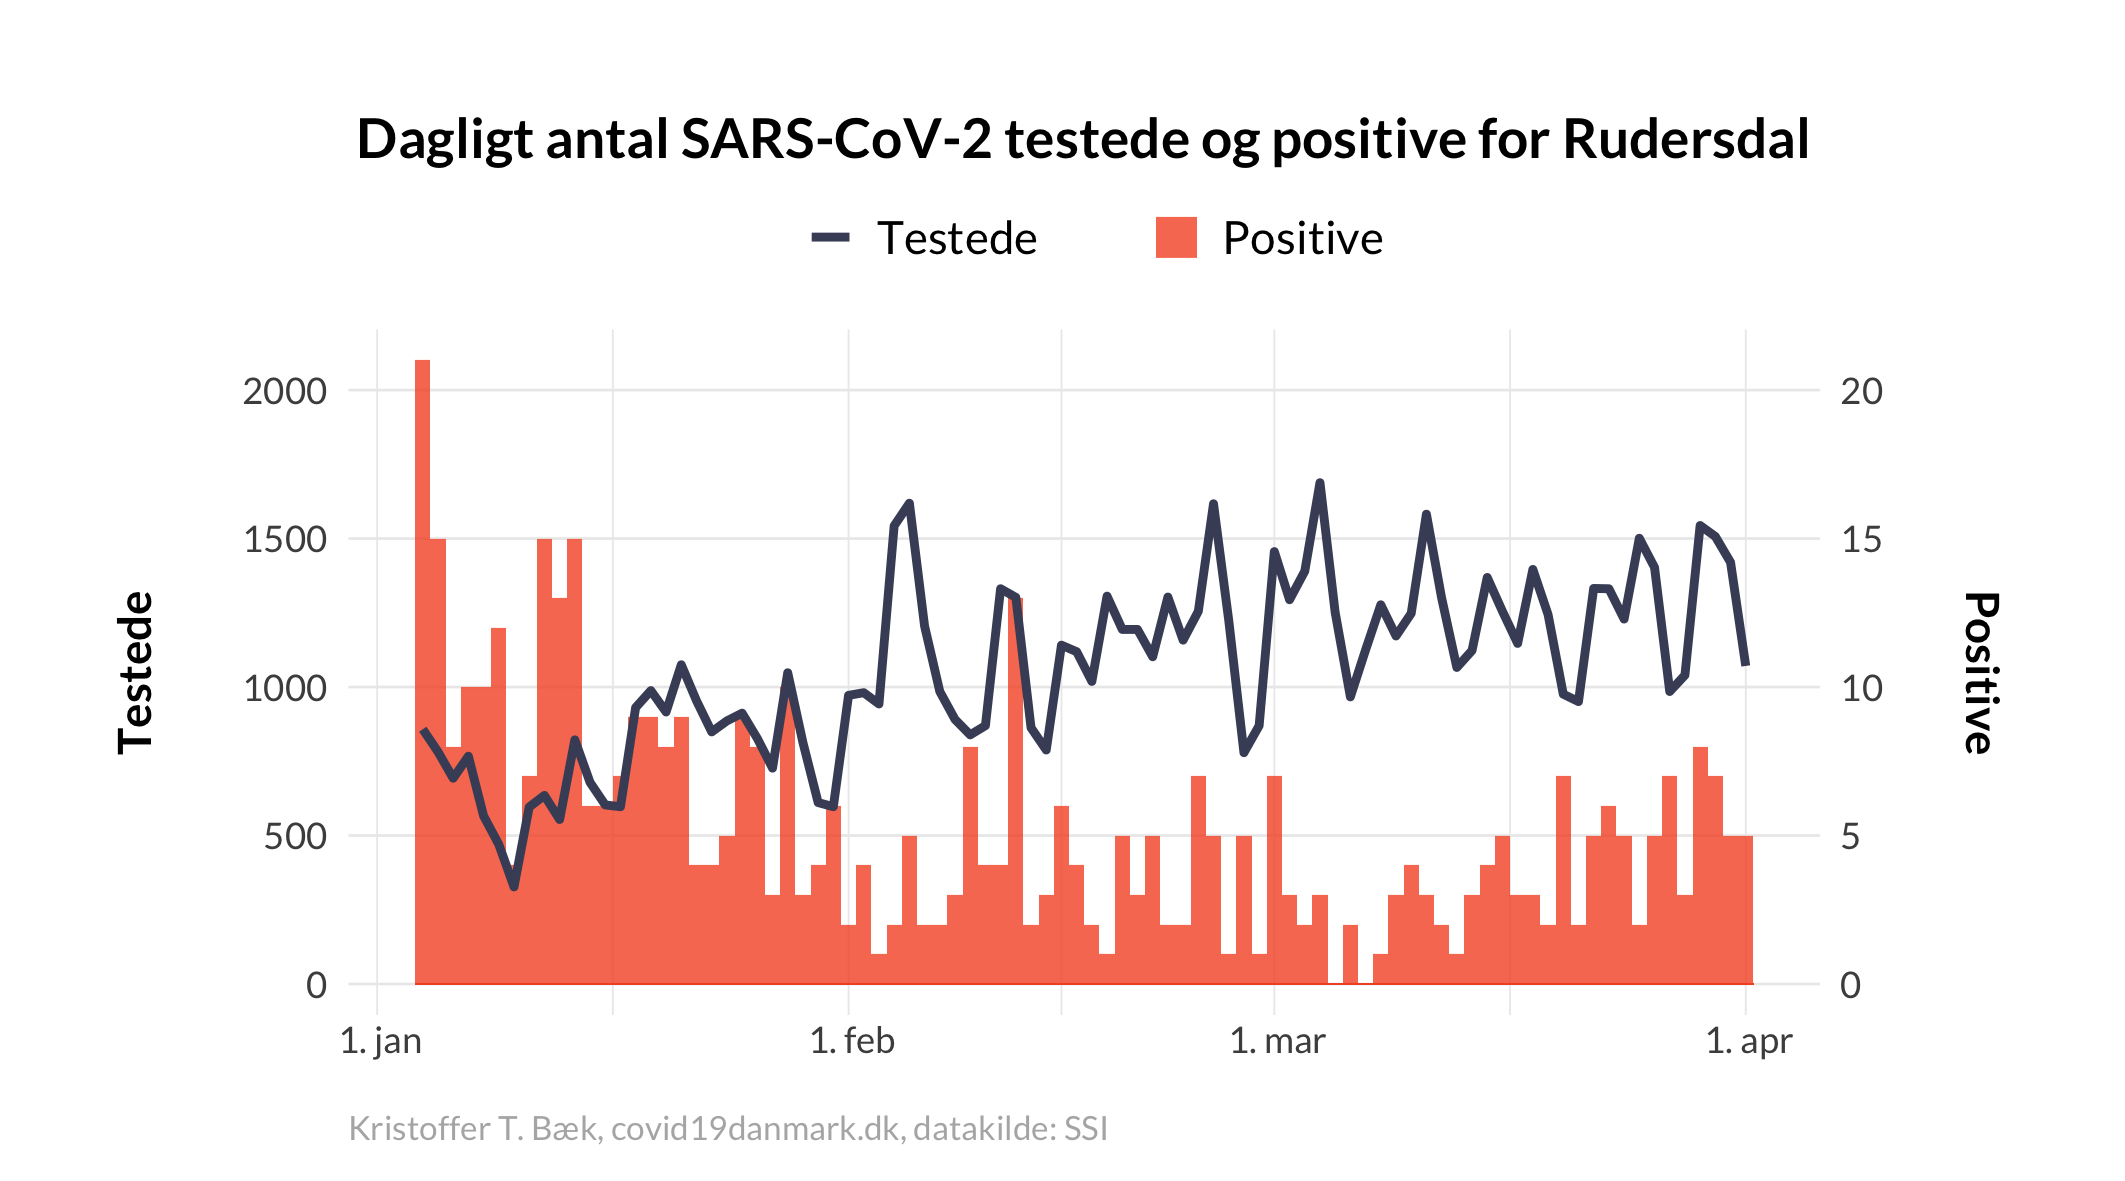 Dagligt antal SARS-CoV-2 testede og positive for Rudersdal
Testede Positive
2000 20
1500 15
1000 10
500 5
0 0
Testede
Positive
1. jan 1. feb 1. mar 1. apr
Kristoffer T. Bæk, covid19danmark.dk, datakilde: SSI